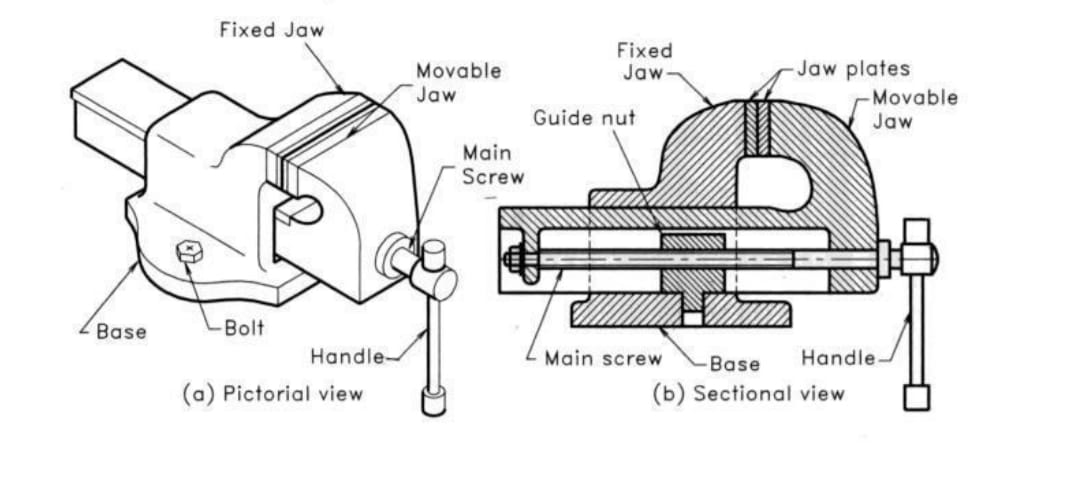 Fixed Jaw
Movable
Jaw
Main
Screw
Base
Bolt
Handle
(a) Pictorial view
Fixed
Jaw
Jaw plates
Movable
Jaw
Guide nut
Main screw
Base
Handle
(b) Sectional view